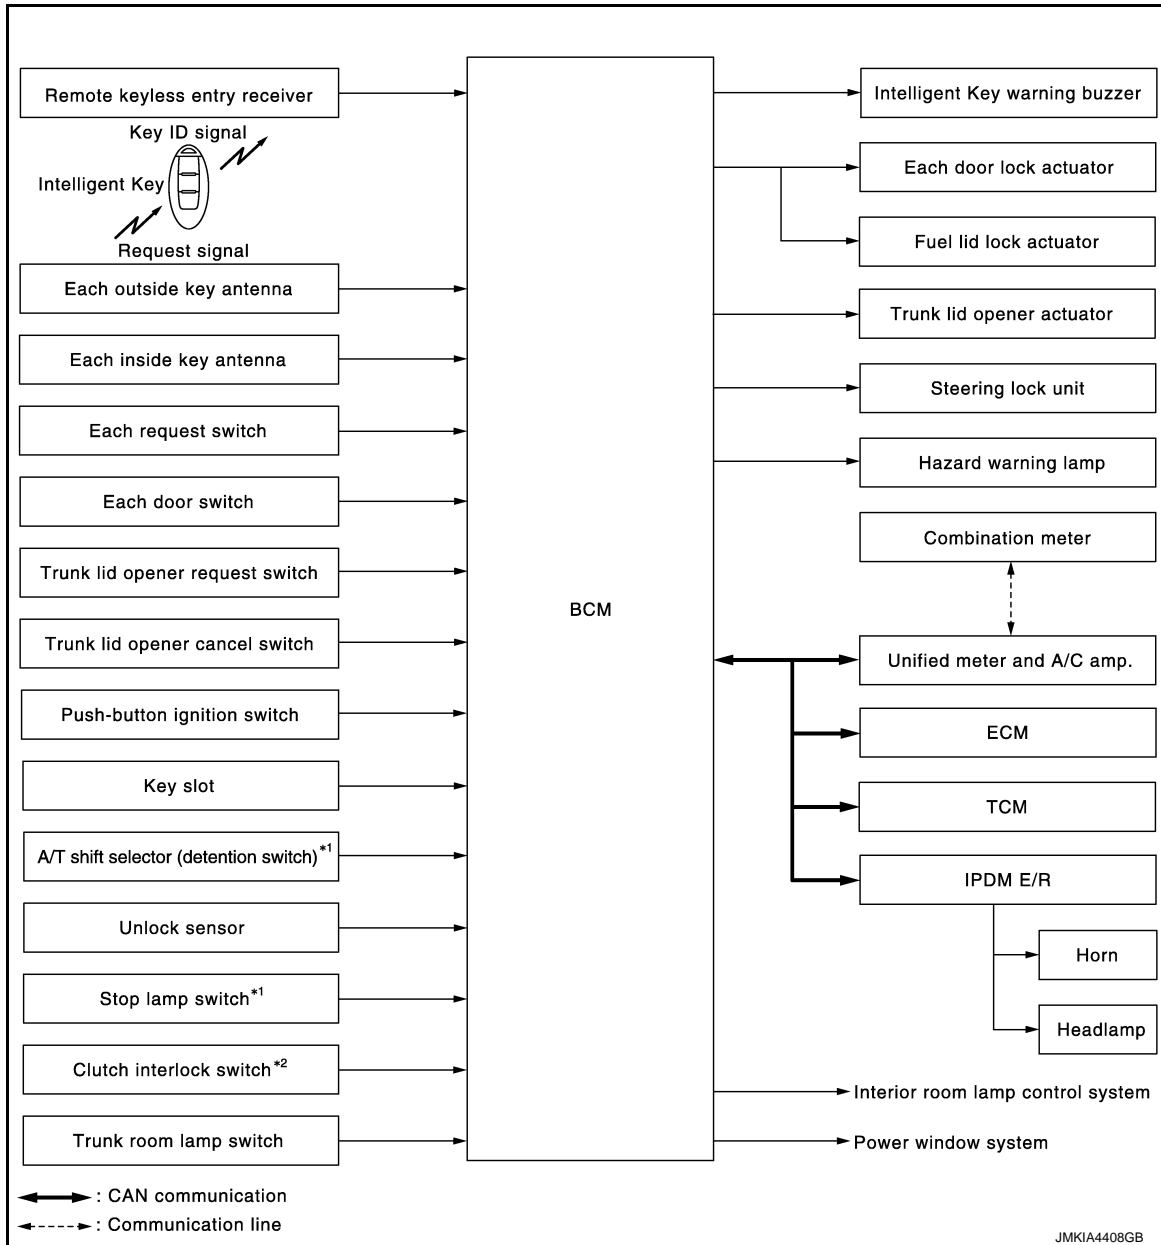 Remote keyless entry receiver
Key ID signal
Intelligent Key
Request signal
Each outside key antenna
Each inside key antenna
Each request switch
Each door switch
Trunk lid opener request switch
Trunk lid opener cancel switch
Push-button ignition switch
Key slot
A/T shift selector (detention switch)*1
Unlock sensor
Stop lamp switch*1
Clutch interlock switch*2
Trunk room lamp switch
BCM
Intelligent Key warning buzzer
Each door lock actuator
Fuel lid lock actuator
Trunk lid opener actuator
Steering lock unit
Hazard warning lamp
Combination meter
Unified meter and A/C amp.
ECM
TCM
IPDM E/R
Horn
Headlamp
Interior room lamp control system
Power window system
: CAN communication
: Communication line
JMKIA4408GB